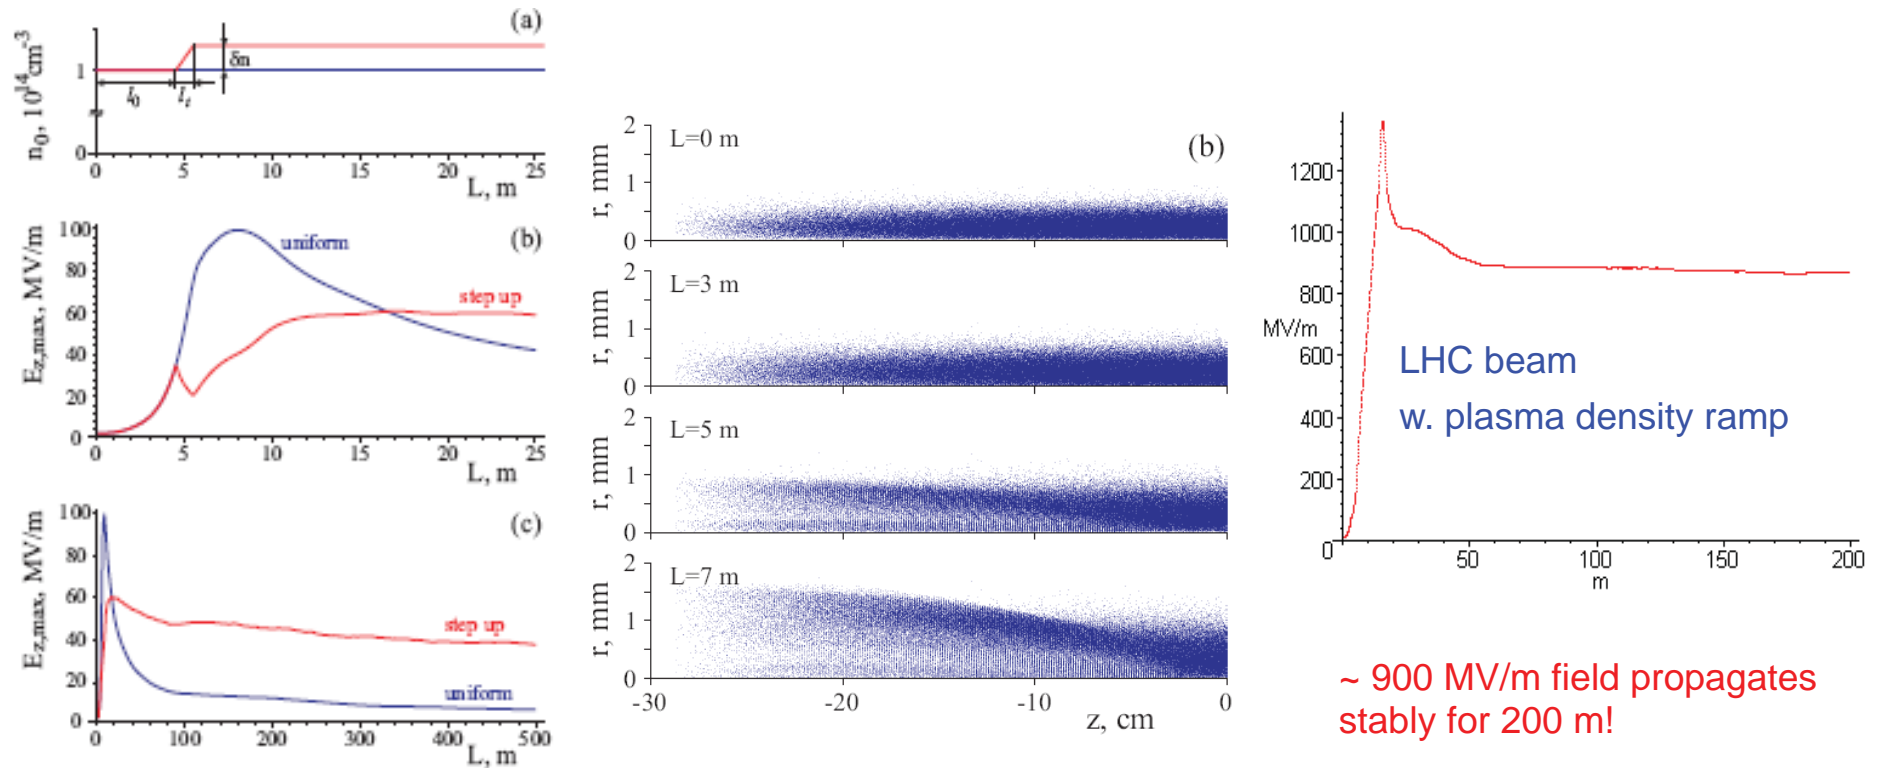 (a)
n₀, 10¹⁴cm⁻³
1
0
δn
l₀
lₜ
0 5 10 15 20 25
L, m
(b)
E_z,max, MV/m
100
80
60
40
20
0
uniform
step up
0 5 10 15 20 25
L, m
(c)
E_z,max, MV/m
100
80
60
40
20
0
step up
uniform
0 100 200 300 400 500
L, m
(b)
L=0 m
r, mm
2
1
0
L=3 m
r, mm
2
1
0
L=5 m
r, mm
2
1
0
L=7 m
r, mm
2
1
0
-30 -20 -10 0
z, cm
1200
1000
800
MV/m
600
400
200
0
50 100 150 200
m
LHC beam
w. plasma density ramp
~ 900 MV/m field propagates
stably for 200 m!